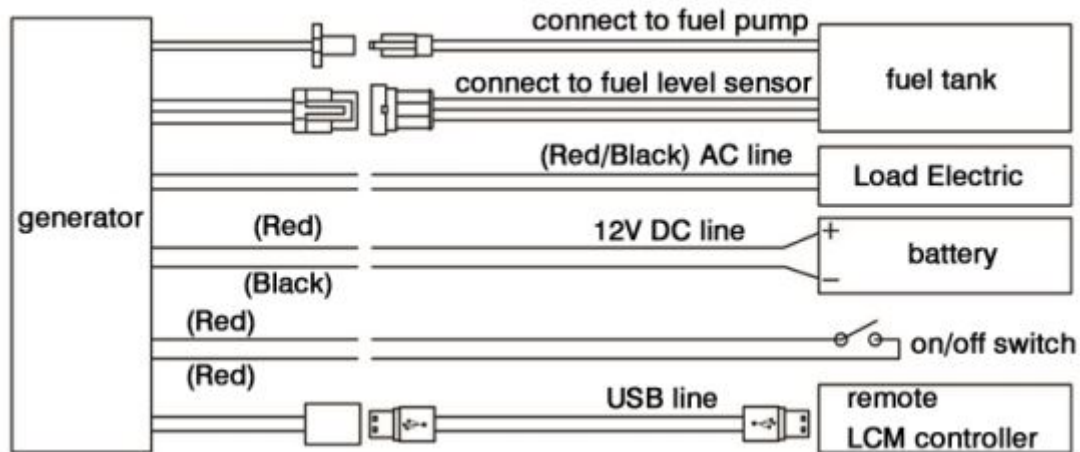 connect to fuel pump
connect to fuel level sensor
fuel tank
(Red/Black) AC line
Load Electric
generator
(Red)
12V DC line
+
battery
−
(Black)
(Red)
on/off switch
(Red)
USB line
remote
LCM controller